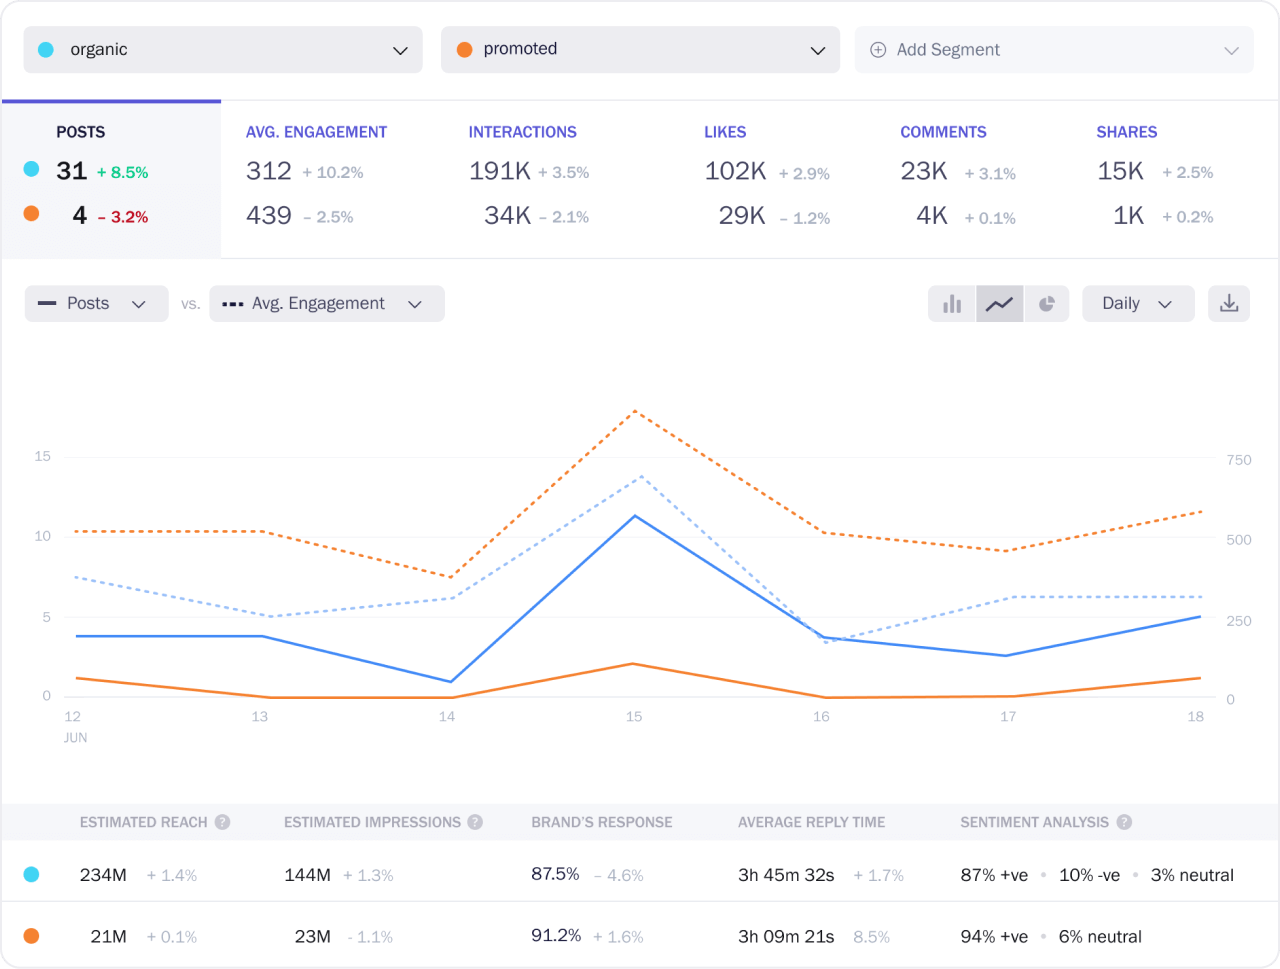 organic
promoted
Add Segment
POSTS AVG. ENGAGEMENT INTERACTIONS LIKES COMMENTS SHARES
31 + 8.5% 312 + 10.2% 191K + 3.5% 102K + 2.9% 23K + 3.1% 15K + 2.5%
4 – 3.2% 439 – 2.5% 34K – 2.1% 29K – 1.2% 4K + 0.1% 1K + 0.2%
Posts vs. Avg. Engagement Daily
15 750
10 500
5 250
0 0
12 13 14 15 16 17 18
JUN
ESTIMATED REACH ? ESTIMATED IMPRESSIONS ? BRAND’S RESPONSE AVERAGE REPLY TIME SENTIMENT ANALYSIS ?
234M + 1.4% 144M + 1.3% 87.5% – 4.6% 3h 45m 32s + 1.7% 87% +ve • 10% -ve • 3% neutral
21M + 0.1% 23M - 1.1% 91.2% + 1.6% 3h 09m 21s 8.5% 94% +ve • 6% neutral